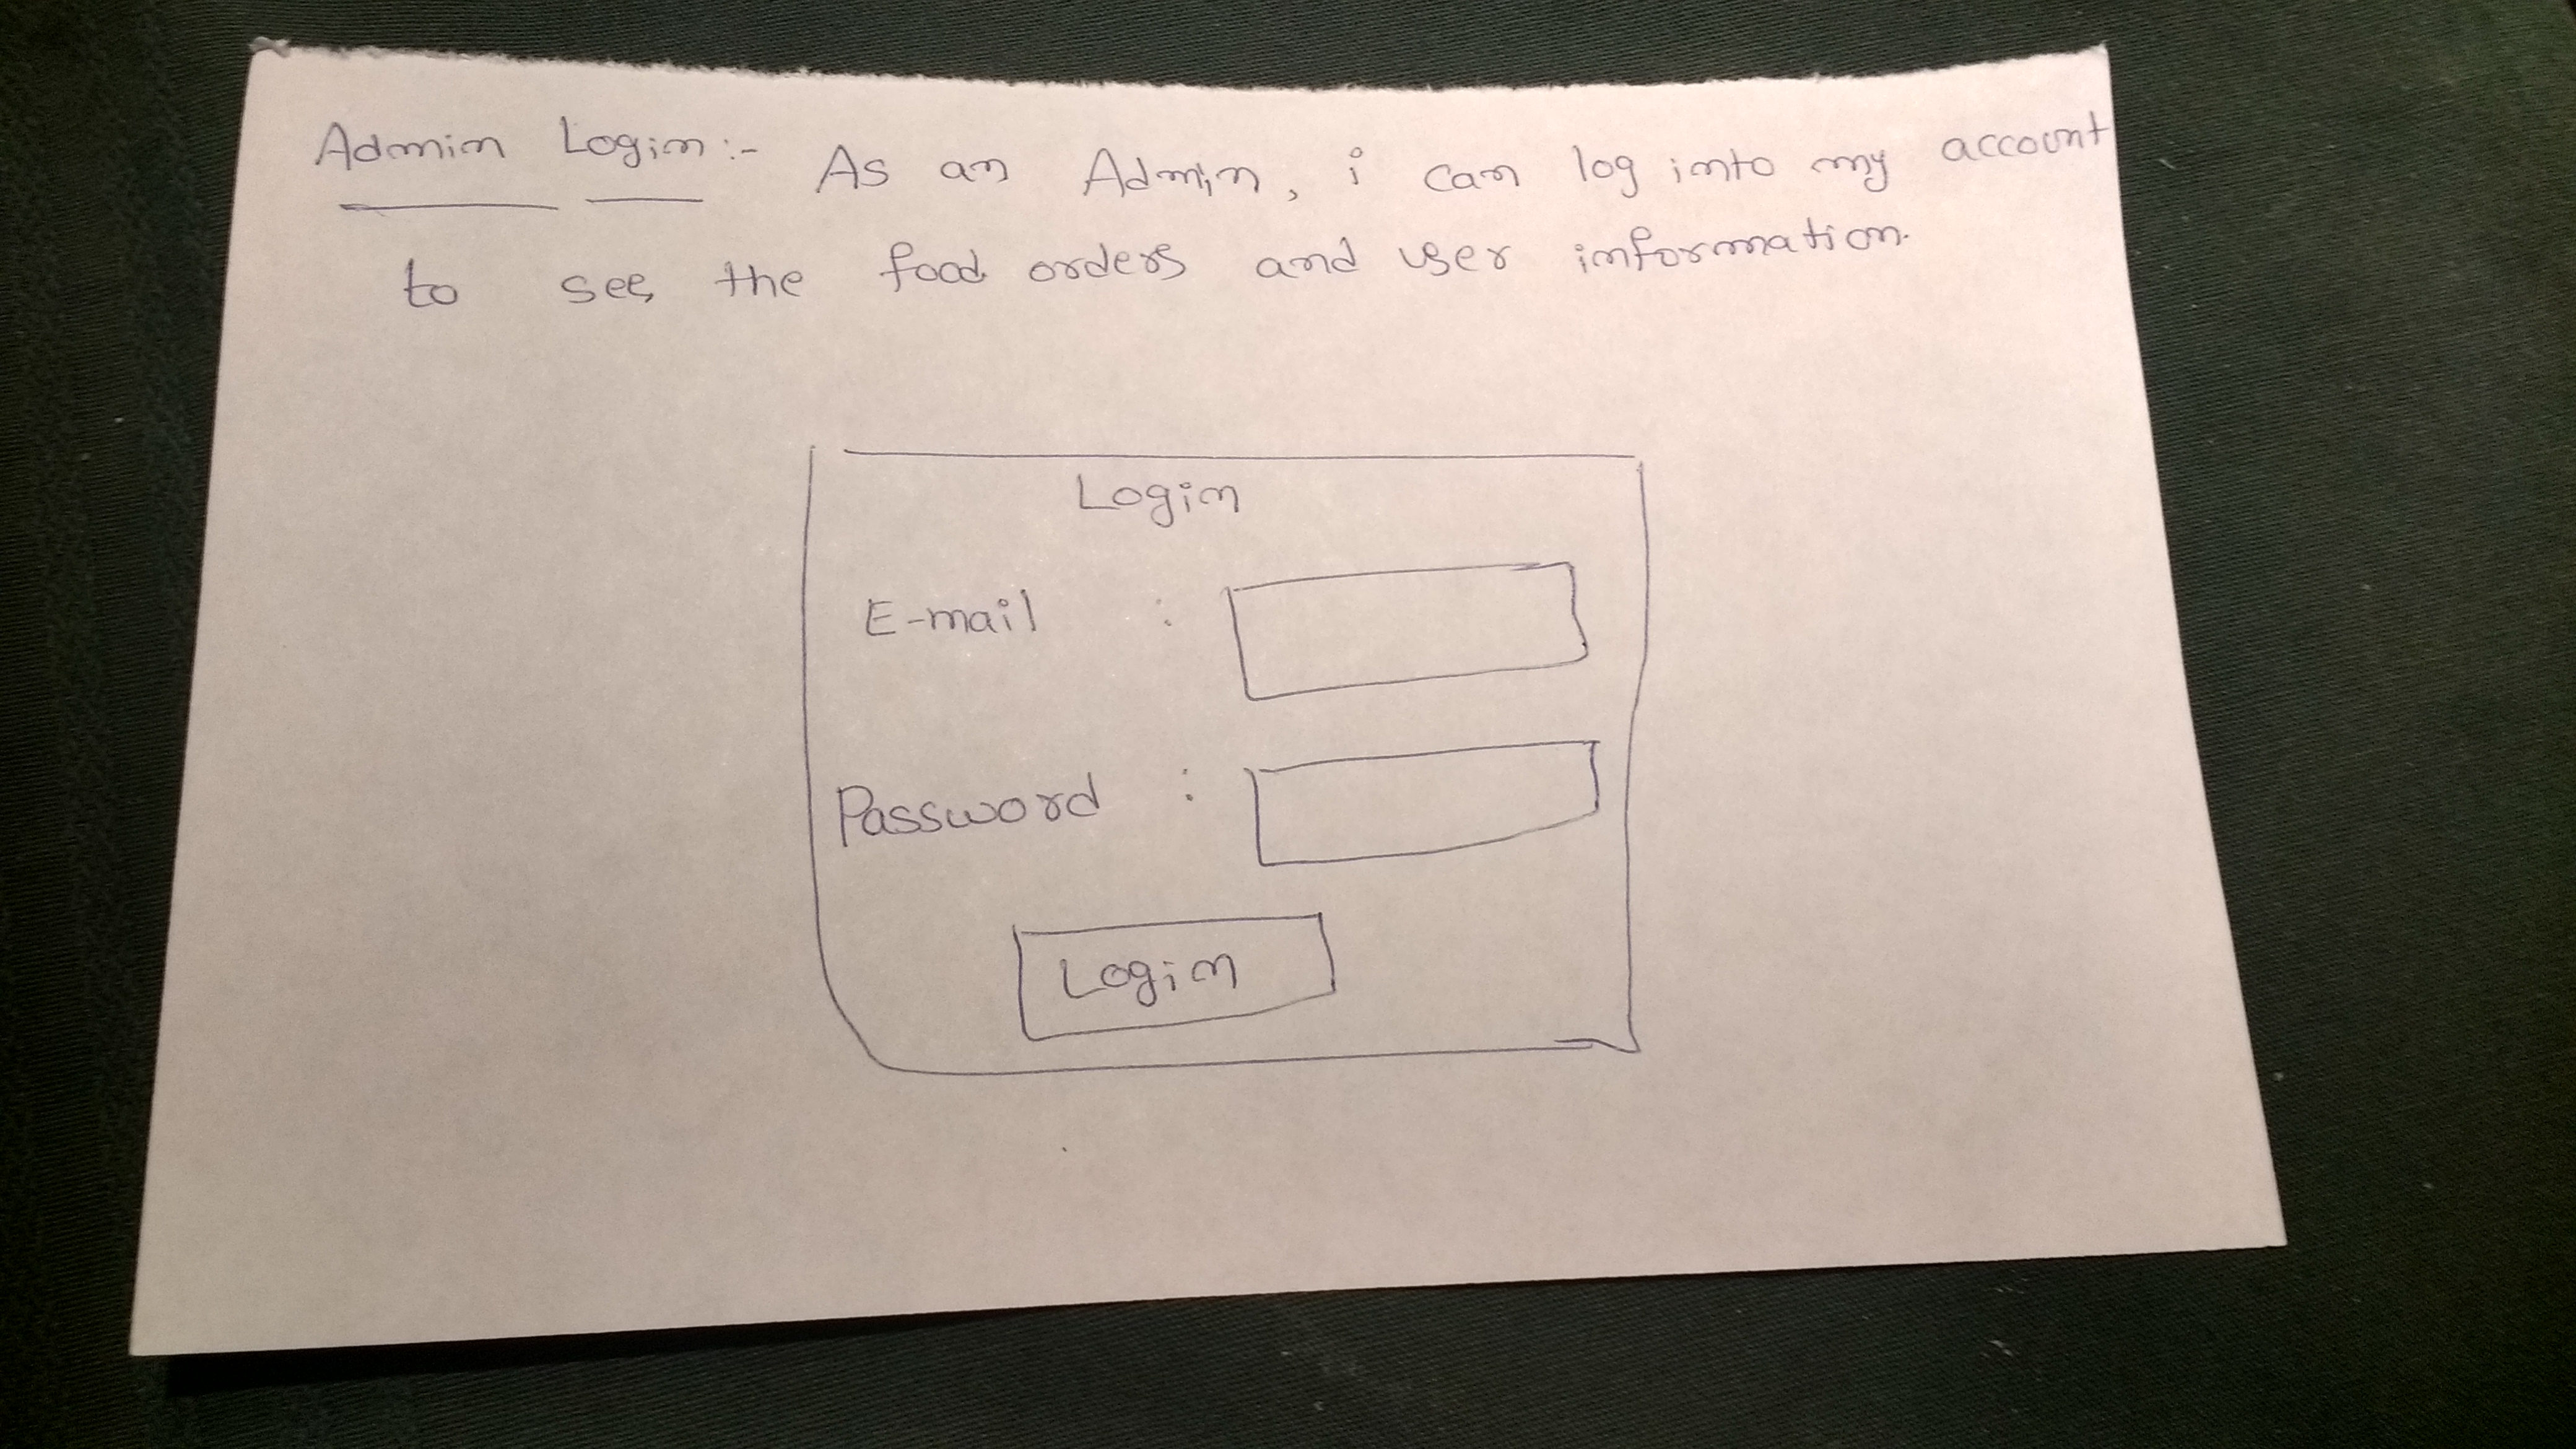 Admin Login :- As an Admin, i can log into my account
to see the food orders and user information.
Login
E-mail :
Password :
Login